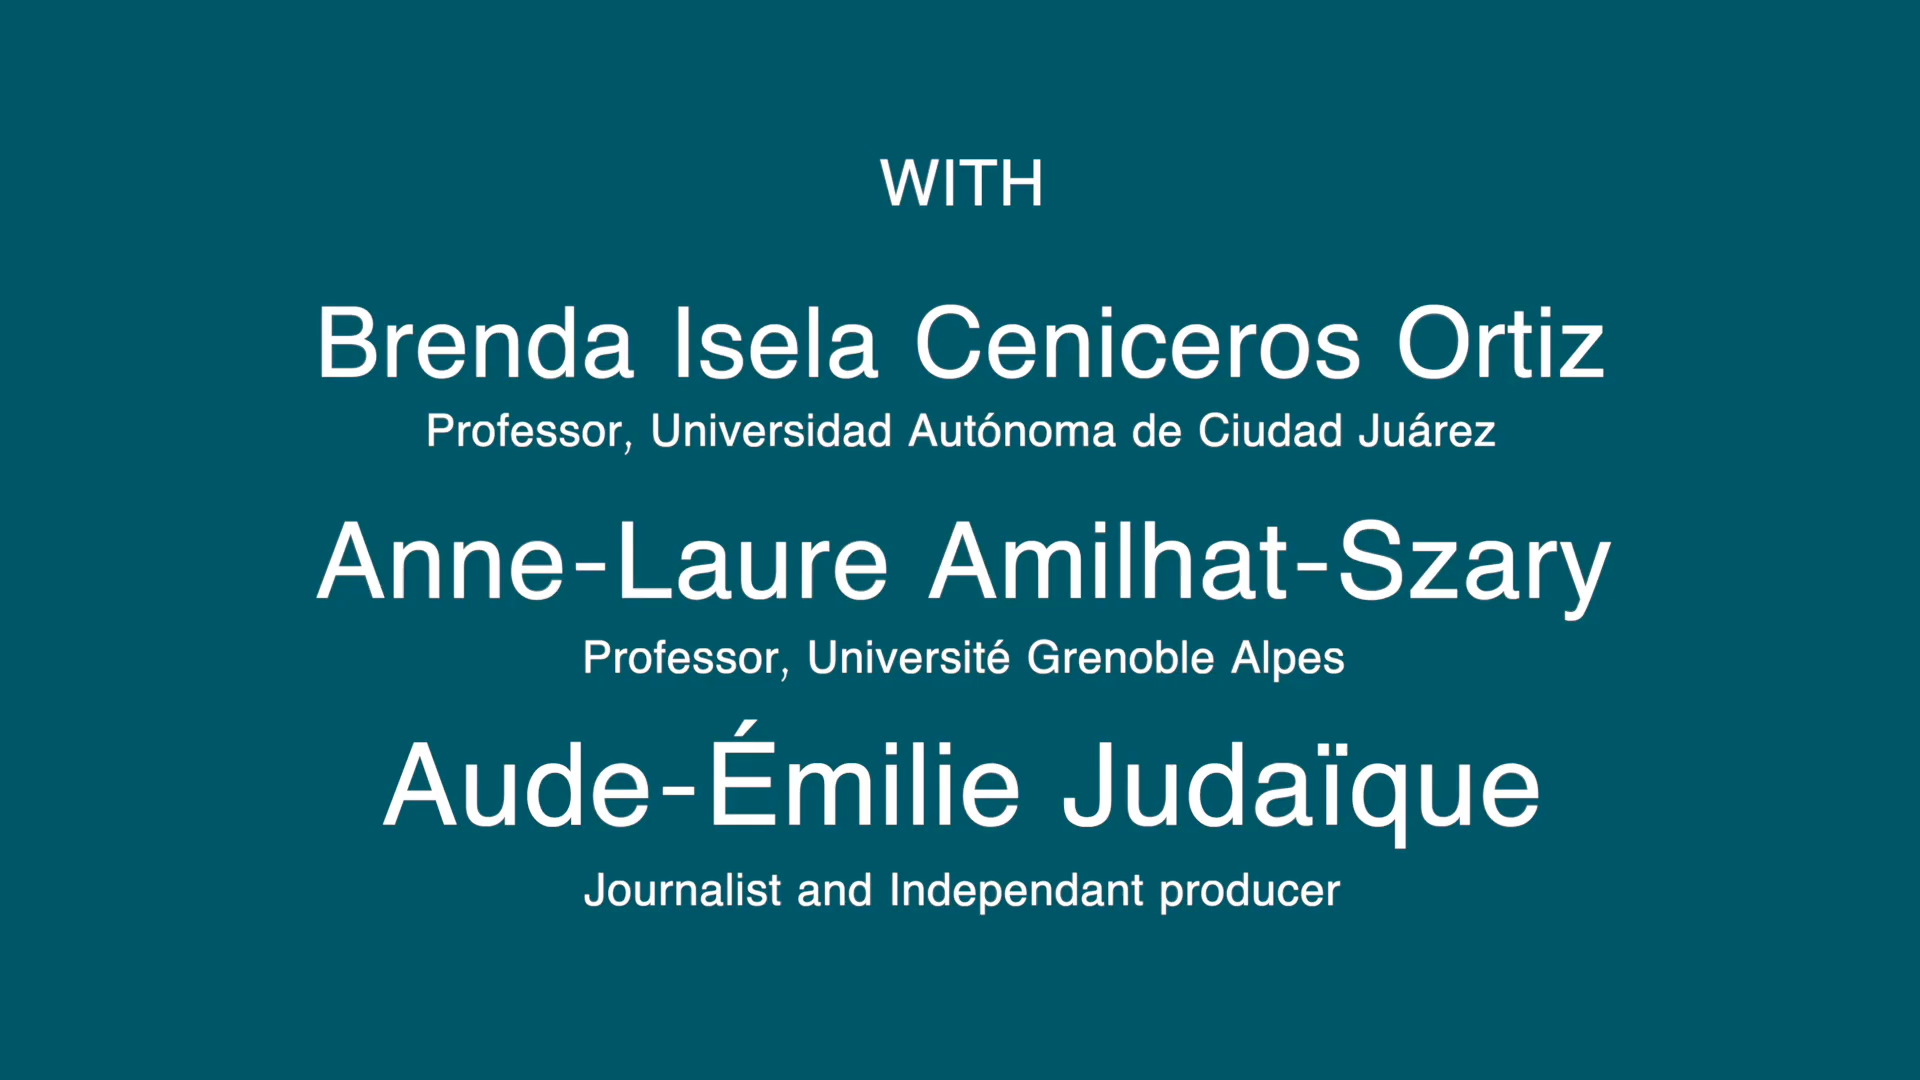 WITH
Brenda Isela Ceniceros Ortiz
Professor, Universidad Autónoma de Ciudad Juárez
Anne-Laure Amilhat-Szary
Professor, Université Grenoble Alpes
Aude-Émilie Judaïque
Journalist and Independant producer